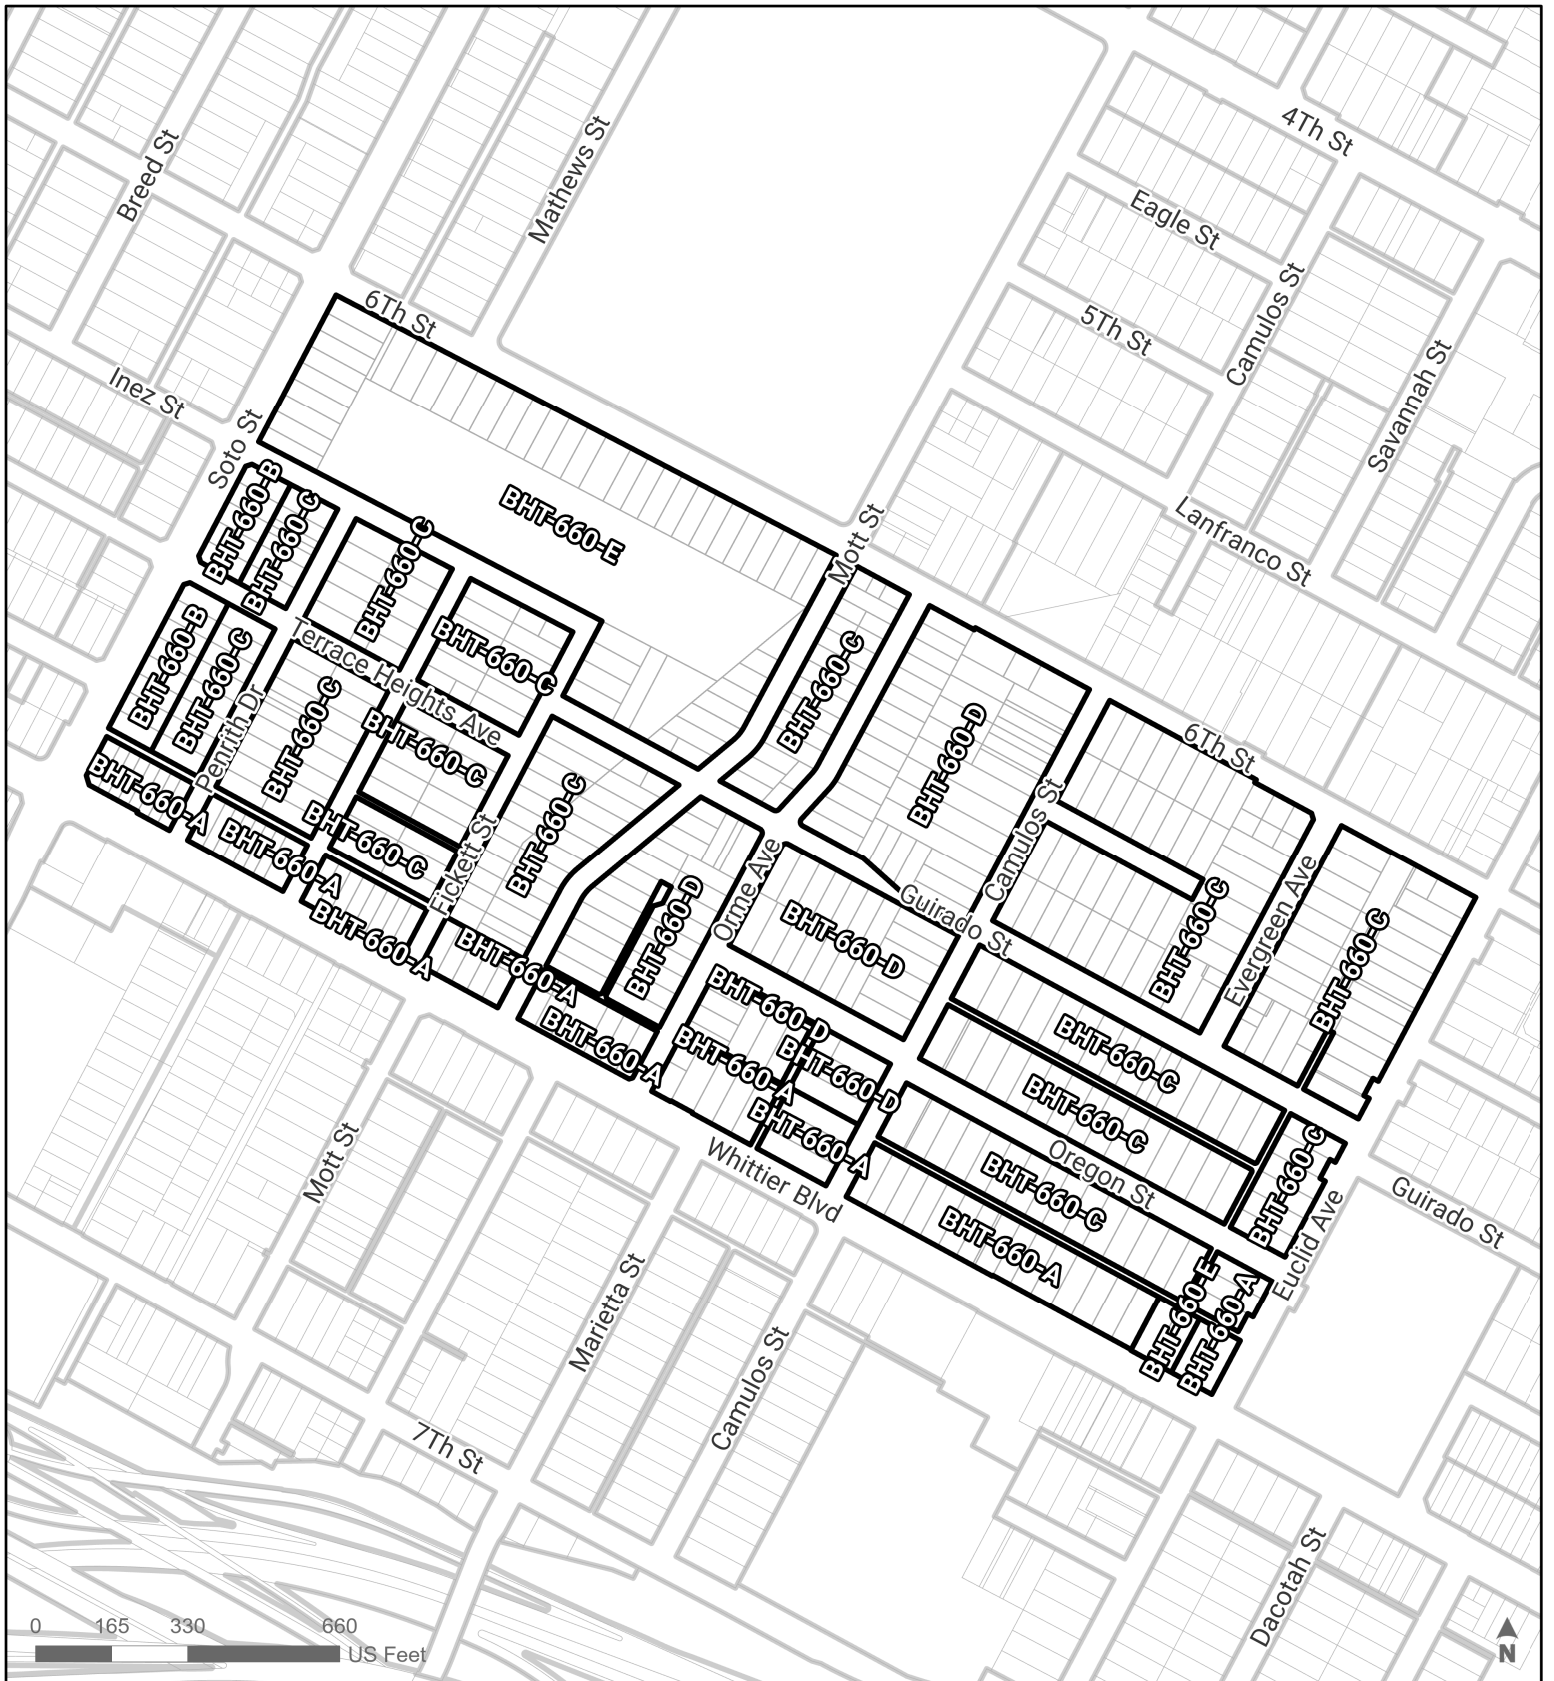 4Th St
Breed St
Mathews St
Eagle St
Camulos St
5Th St
6Th St
Inez St
Savannah St
Soto St
BHT-660-B
BHT-660-C
BHT-660-C
BHT-660-E
Mott St
Lanfranco St
BHT-660-B
BHT-660-C
Terrace Heights Ave
BHT-660-C
BHT-660-C
BHT-660-C
Penrith Dr
BHT-660-C
BHT-660-D
6Th St
BHT-660-A
BHT-660-C
BHT-660-C
Camulos St
BHT-660-A
Fickett St
BHT-660-C
Orme Ave
BHT-660-D
BHT-660-D
Guirado St
BHT-660-C
Evergreen Ave
BHT-660-C
BHT-660-A
BHT-660-A
BHT-660-D
BHT-660-A
BHT-660-A
BHT-660-D
BHT-660-C
BHT-660-C
BHT-660-A
Whittier Blvd
Oregon St
BHT-660-C
BHT-660-C
Mott St
Guirado St
Euclid Ave
BHT-660-A
BHT-660-E
BHT-660-A
Marietta St
Camulos St
7Th St
Dacotah St
0 165 330 660
US Feet
N